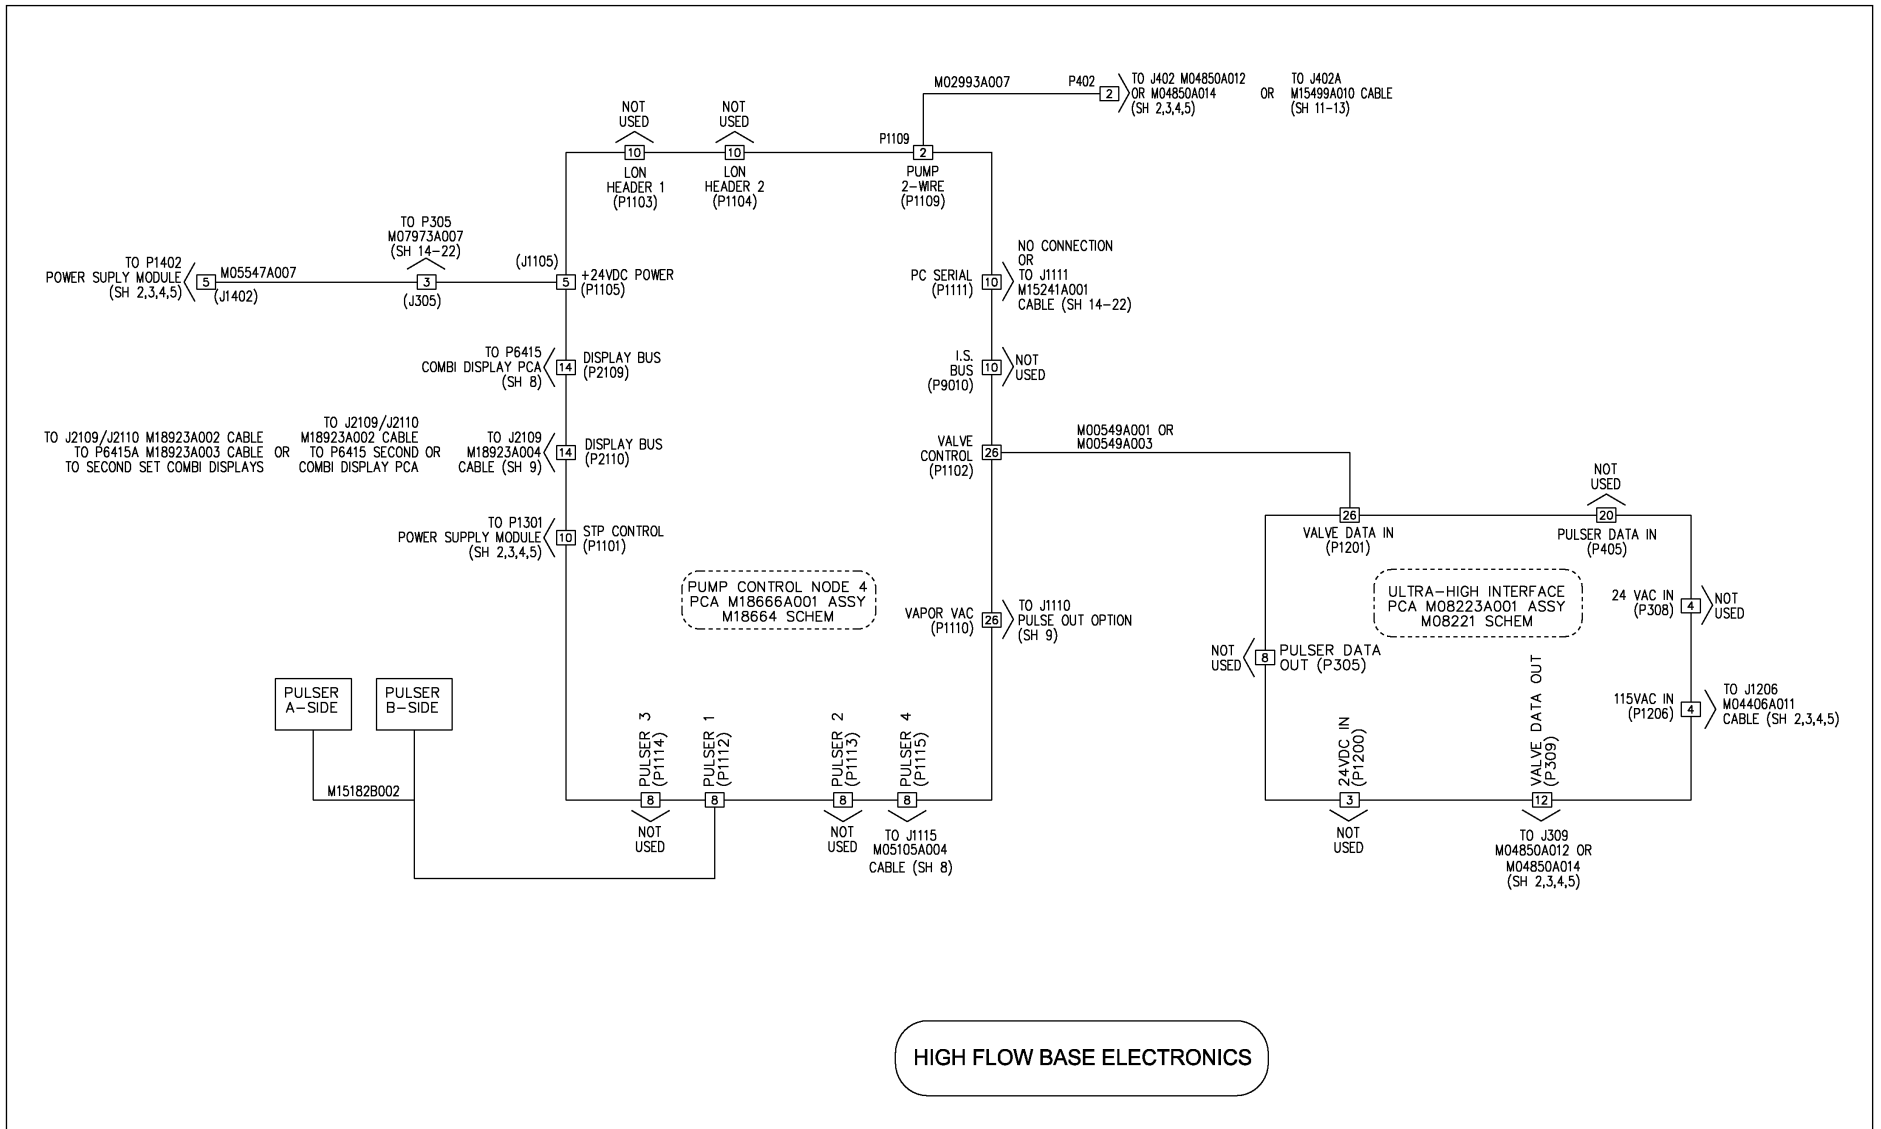 M02993A007
P402
2
TO J402 M04850A012
OR M04850A014
(SH 2,3,4,5)
OR
TO J402A
M15499A010 CABLE
(SH 11-13)
NOT
USED
10
LON
HEADER 1
(P1103)
NOT
USED
10
LON
HEADER 2
(P1104)
P1109
2
PUMP
2-WIRE
(P1109)
TO P1402
POWER SUPLY MODULE
(SH 2,3,4,5)
5
M05547A007
(J1402)
TO P305
M07973A007
(SH 14-22)
3
(J305)
(J1105)
5
+24VDC POWER
(P1105)
PC SERIAL
(P1111)
10
NO CONNECTION
OR
TO J1111
M15241A001
CABLE (SH 14-22)
TO P6415
COMBI DISPLAY PCA
(SH 8)
14
DISPLAY BUS
(P2109)
I.S.
BUS
(P9010)
10
NOT
USED
TO J2109/J2110 M18923A002 CABLE
TO P6415A M18923A003 CABLE
TO SECOND SET COMBI DISPLAYS
OR
TO J2109/J2110
M18923A002 CABLE
TO P6415 SECOND
COMBI DISPLAY PCA
OR
TO J2109
M18923A004
CABLE (SH 9)
14
DISPLAY BUS
(P2110)
VALVE
CONTROL
(P1102)
26
M00549A001 OR
M00549A003
TO P1301
POWER SUPPLY MODULE
(SH 2,3,4,5)
10
STP CONTROL
(P1101)
PUMP CONTROL NODE 4
PCA M18666A001 ASSY
M18664 SCHEM
VAPOR VAC
(P1110)
26
TO J1110
PULSE OUT OPTION
(SH 9)
26
VALVE DATA IN
(P1201)
NOT
USED
20
PULSER DATA IN
(P405)
ULTRA-HIGH INTERFACE
PCA M08223A001 ASSY
M08221 SCHEM
24 VAC IN
(P308)
4
NOT
USED
NOT
USED
8
PULSER DATA
OUT (P305)
115VAC IN
(P1206)
4
TO J1206
M04406A011
CABLE (SH 2,3,4,5)
24VDC IN
(P1200)
3
NOT
USED
VALVE DATA OUT
(P309)
12
TO J309
M04850A012 OR
M04850A014
(SH 2,3,4,5)
PULSER
A-SIDE
PULSER
B-SIDE
M15182B002
PULSER 3
(P1114)
8
NOT
USED
PULSER 1
(P1112)
8
PULSER 2
(P1113)
8
NOT
USED
PULSER 4
(P1115)
8
TO J1115
M05105A004
CABLE (SH 8)
HIGH FLOW BASE ELECTRONICS